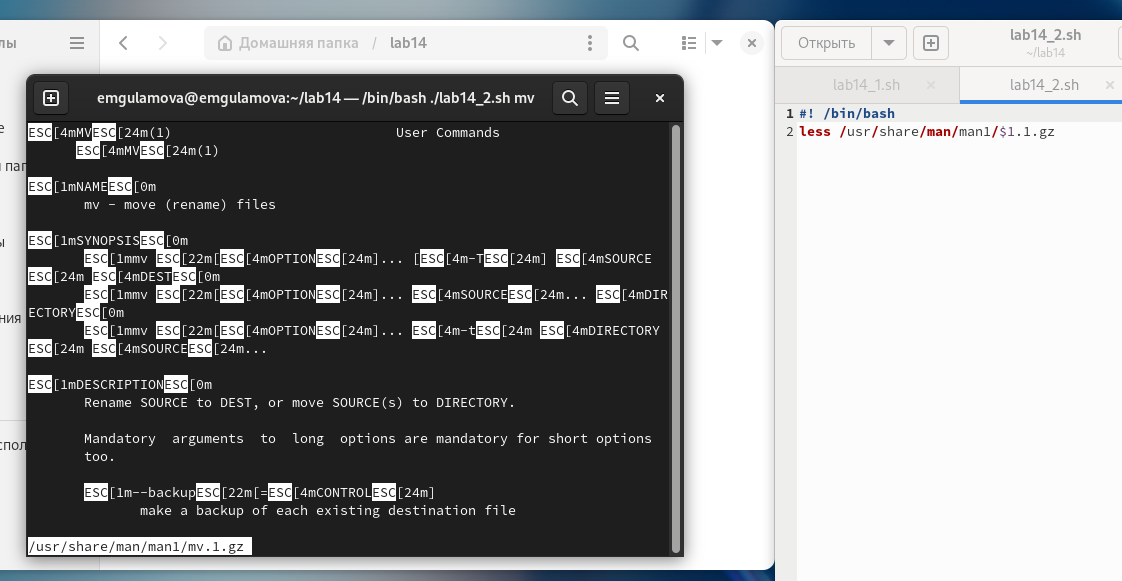 лы
Домашняя папка / lab14
е
пап
ы
ния
спол
emgulamova@emgulamova:~/lab14 — /bin/bash ./lab14_2.sh mv
ESC[4mMVESC[24m(1) User Commands
ESC[4mMVESC[24m(1)
ESC[1mNAMEESC[0m
mv - move (rename) files
ESC[1mSYNOPSISESC[0m
ESC[1mmv ESC[22m[ESC[4mOPTIONESC[24m]... [ESC[4m-TESC[24m] ESC[4mSOURCE
ESC[24m ESC[4mDESTESC[0m
ESC[1mmv ESC[22m[ESC[4mOPTIONESC[24m]... ESC[4mSOURCEESC[24m... ESC[4mDIR
ECTORYESC[0m
ESC[1mmv ESC[22m[ESC[4mOPTIONESC[24m]... ESC[4m-tESC[24m ESC[4mDIRECTORY
ESC[24m ESC[4mSOURCEESC[24m...
ESC[1mDESCRIPTIONESC[0m
Rename SOURCE to DEST, or move SOURCE(s) to DIRECTORY.
Mandatory arguments to long options are mandatory for short options
too.
ESC[1m--backupESC[22m[=ESC[4mCONTROLESC[24m]
make a backup of each existing destination file
/usr/share/man/man1/mv.1.gz
Открыть
lab14_2.sh
~/lab14
lab14_1.sh
lab14_2.sh
1 #! /bin/bash
2 less /usr/share/man/man1/$1.1.gz